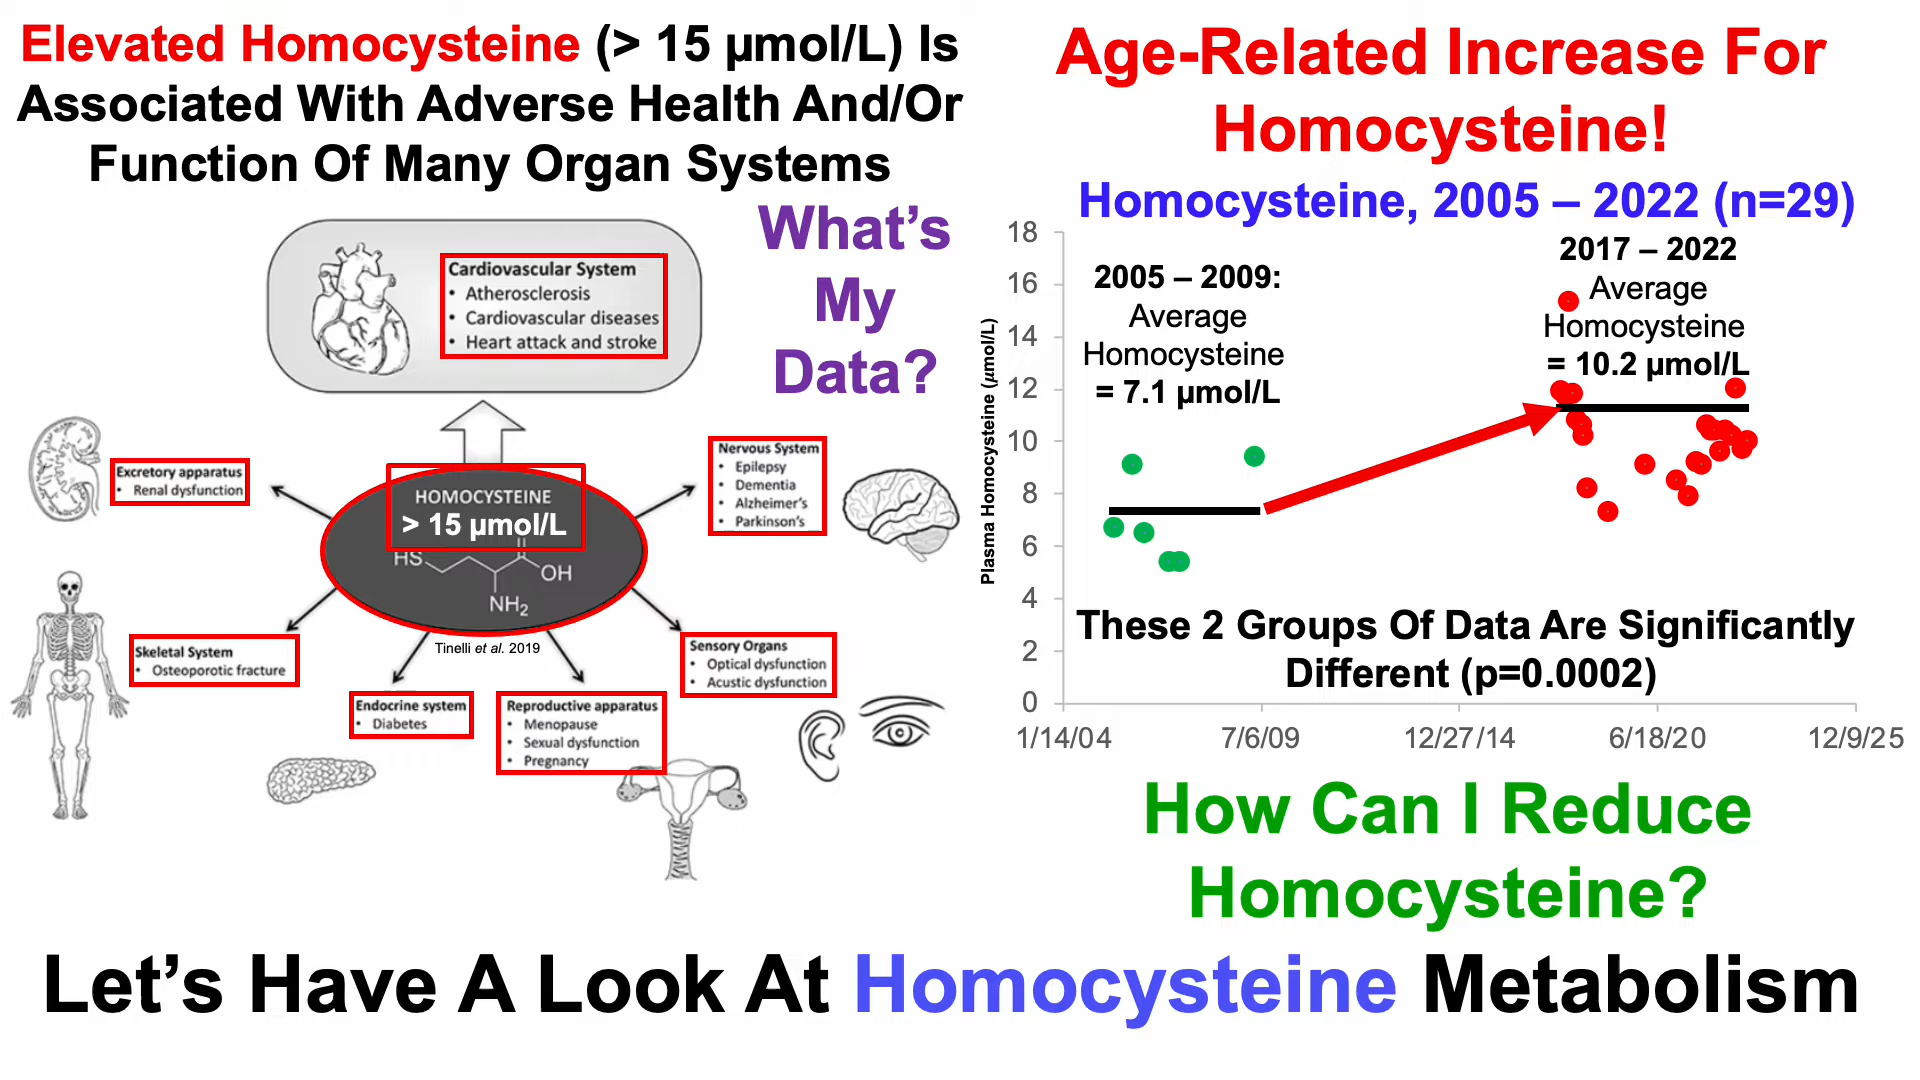 Elevated Homocysteine (> 15 µmol/L) Is
Associated With Adverse Health And/Or
Function Of Many Organ Systems
What's
My
Data?
Cardiovascular System
• Atherosclerosis
• Cardiovascular diseases
• Heart attack and stroke
Excretory apparatus
• Renal dysfunction
Nervous System
• Epilepsy
• Dementia
• Alzheimer's
• Parkinson's
HOMOCYSTEINE
> 15 µmol/L
HS
O
OH
NH2
Tinelli et al. 2019
Skeletal System
• Osteoporotic fracture
Sensory Organs
• Optical dysfunction
• Acustic dysfunction
Endocrine system
• Diabetes
Reproductive apparatus
• Menopause
• Sexual dysfunction
• Pregnancy
Age-Related Increase For
Homocysteine!
Homocysteine, 2005 – 2022 (n=29)
Plasma Homocysteine (µmol/L)
18
16
14
12
10
8
6
4
2
0
2005 – 2009:
Average
Homocysteine
= 7.1 µmol/L
2017 – 2022
Average
Homocysteine
= 10.2 µmol/L
These 2 Groups Of Data Are Significantly
Different (p=0.0002)
1/14/04 7/6/09 12/27/14 6/18/20 12/9/25
How Can I Reduce
Homocysteine?
Let's Have A Look At Homocysteine Metabolism